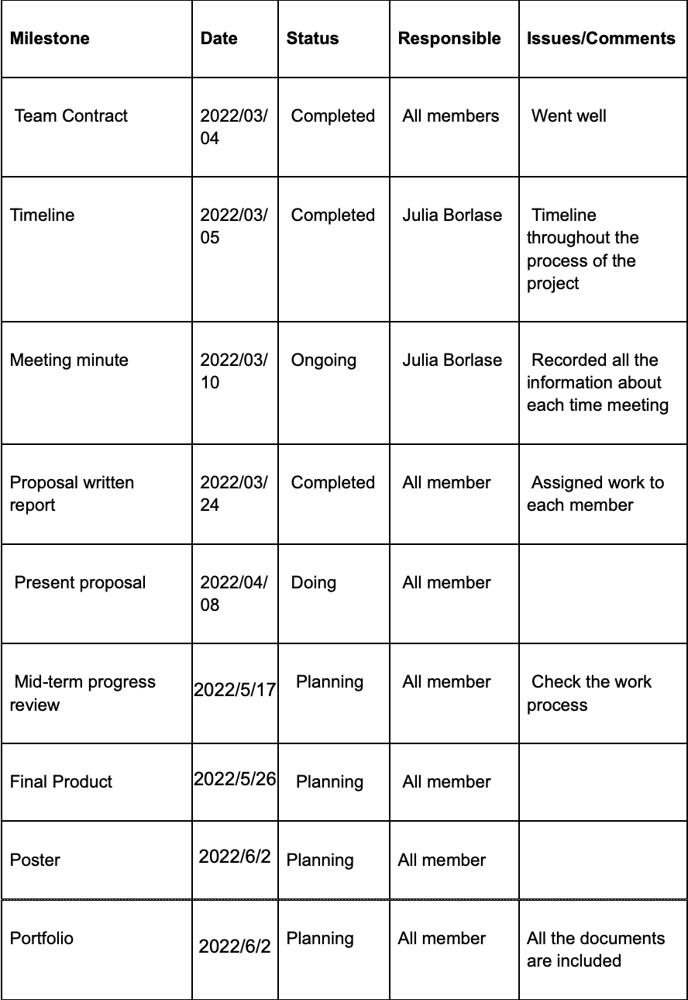 Milestone Date Status Responsible Issues/Comments
Team Contract 2022/03/ Completed All members Went well
04
Timeline 2022/03/ Completed Julia Borlase Timeline
05 throughout the
process of the
project
Meeting minute 2022/03/ Ongoing Julia Borlase Recorded all the
10 information about
each time meeting
Proposal written 2022/03/ Completed All member Assigned work to
report 24 each member
Present proposal 2022/04/ Doing All member
08
Mid-term progress 2022/5/17 Planning All member Check the work
review process
Final Product 2022/5/26 Planning All member
Poster 2022/6/2 Planning All member
Portfolio 2022/6/2 Planning All member All the documents
are included